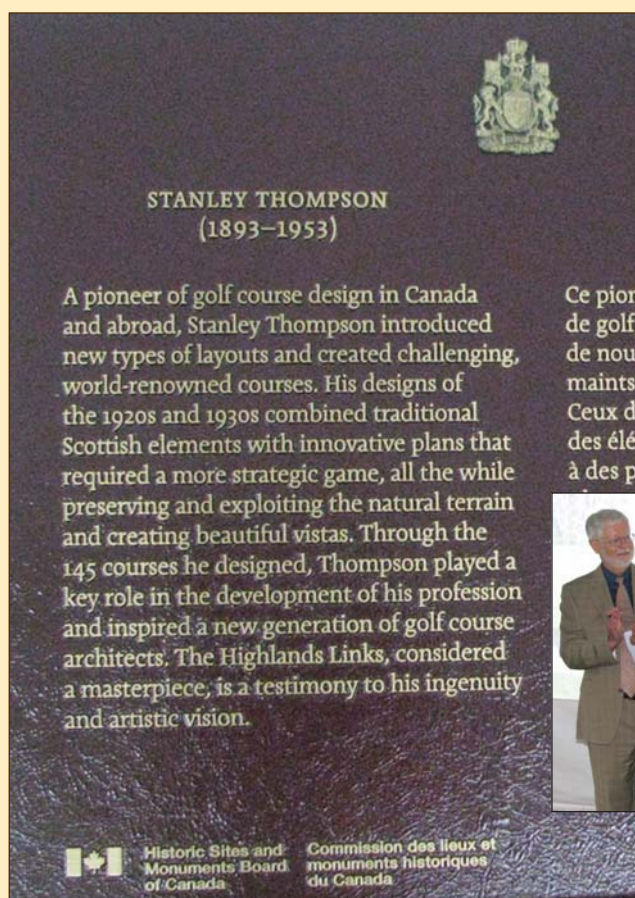 STANLEY THOMPSON
(1893–1953)
A pioneer of golf course design in Canada
and abroad, Stanley Thompson introduced
new types of layouts and created challenging,
world-renowned courses. His designs of
the 1920s and 1930s combined traditional
Scottish elements with innovative plans that
required a more strategic game, all the while
preserving and exploiting the natural terrain
and creating beautiful vistas. Through the
145 courses he designed, Thompson played a
key role in the development of his profession
and inspired a new generation of golf course
architects. The Highlands Links, considered
a masterpiece, is a testimony to his ingenuity
and artistic vision.
Ce pion
de golf
de nou
maints
Ceux d
des élé
à des p
Historic Sites and
Monuments Board
of Canada
Commission des lieux et
monuments historiques
du Canada